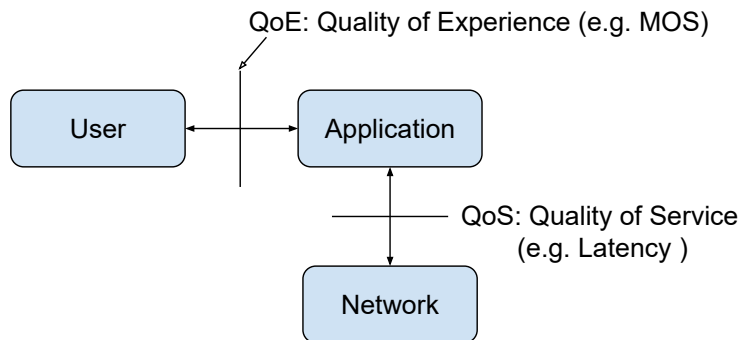 QoE: Quality of Experience (e.g. MOS)
User
Application
QoS: Quality of Service
(e.g. Latency )
Network